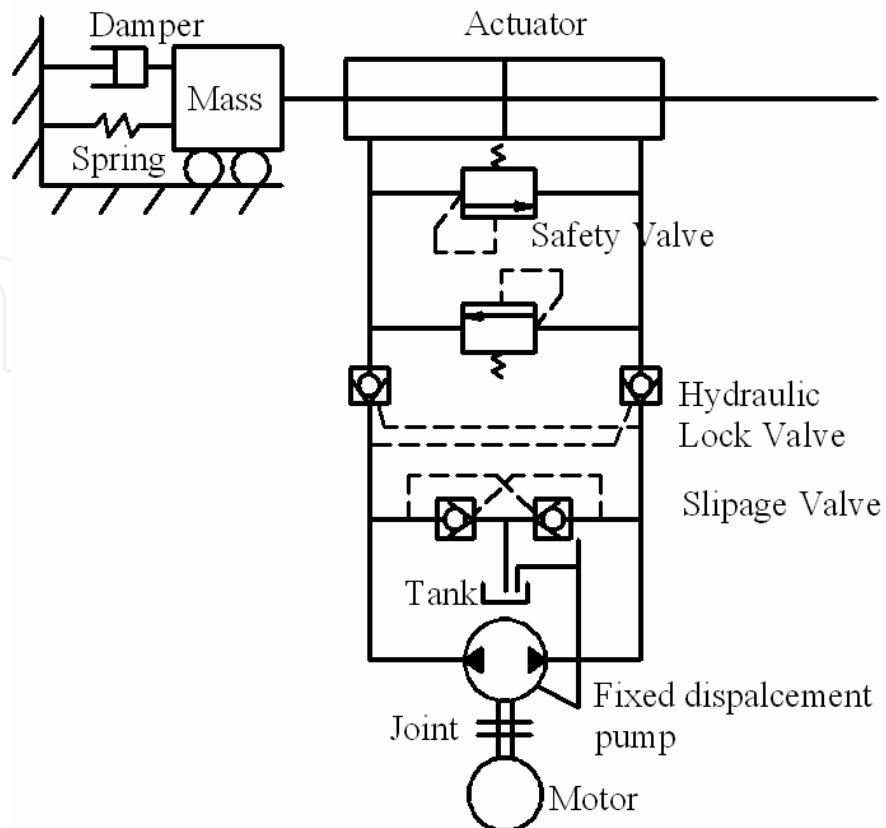 Damper
Actuator
Mass
Spring
Safety Valve
Hydraulic
Lock Valve
Slipage Valve
Tank
Fixed dispalcement
pump
Joint
Motor